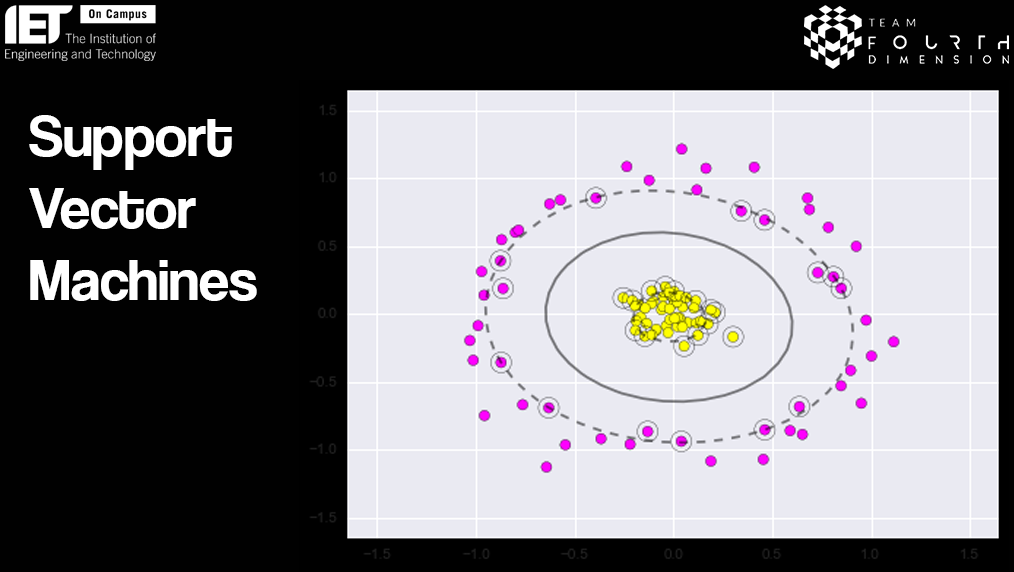 IET On Campus
The Institution of
Engineering and Technology
TEAM
FOURTH
DIMENSION
Support
Vector
Machines
1.5
1.0
0.5
0.0
−0.5
−1.0
−1.5
−1.5 −1.0 −0.5 0.0 0.5 1.0 1.5